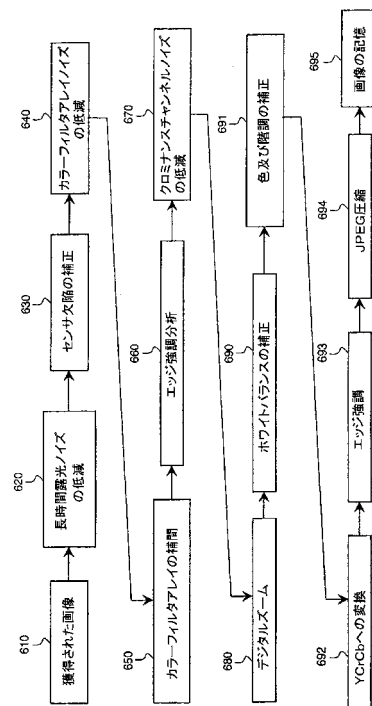 610
獲得された画像
620
長時間露光ノイズ
の低減
630
センサ欠陥の補正
640
カラーフィルタアレイノイズ
の低減
650
カラーフィルタアレイの補間
660
エッジ強調分析
670
クロミナンスチャンネルノイズ
の低減
680
デジタルズーム
690
ホワイトバランスの補正
691
色及び階調の補正
692
YCrCbへの変換
693
エッジ強調
694
JPEG圧縮
695
画像の記憶